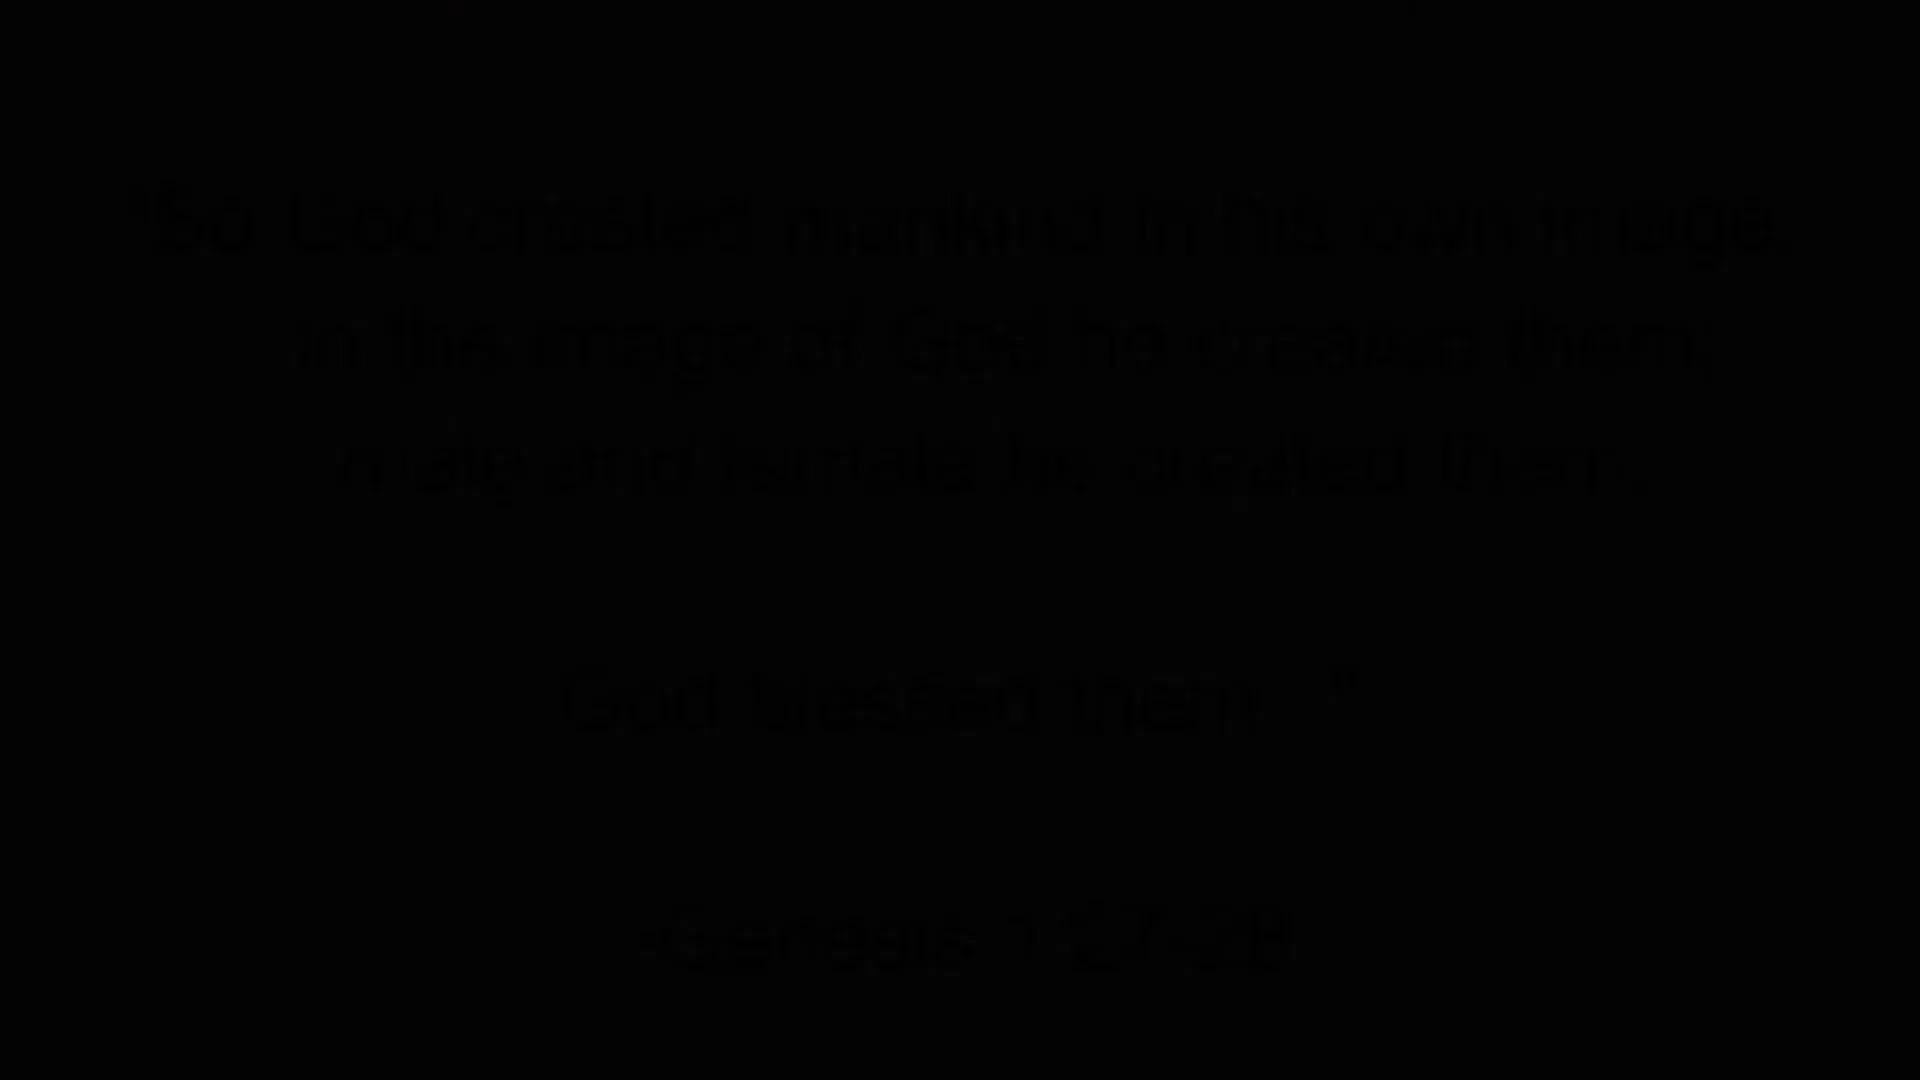 "So God created mankind in his own image
in the image of God he created them;
male and female he created them.
God blessed them..."
Genesis 1:27-28